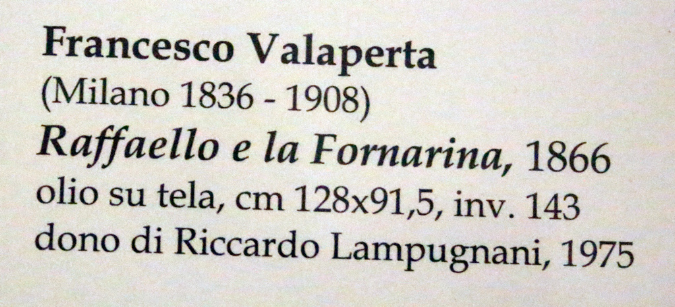 Francesco Valaperta
(Milano 1836 - 1908)
Raffaello e la Fornarina, 1866
olio su tela, cm 128x91,5, inv. 143
dono di Riccardo Lampugnani, 1975